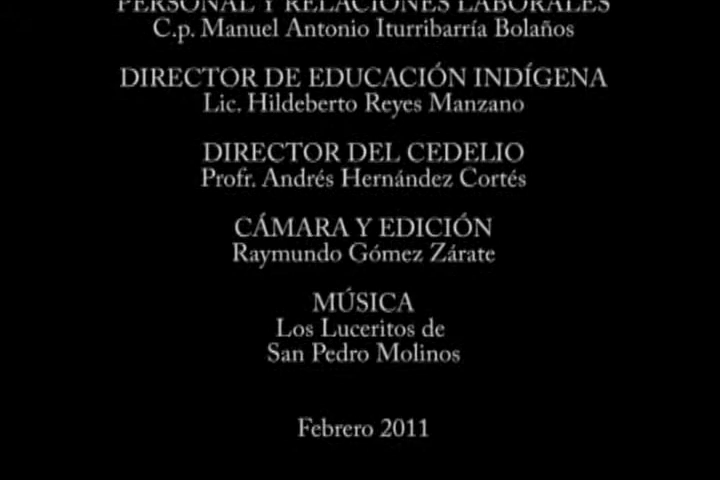 PERSONAL Y RELACIONES LABORALES
C.p. Manuel Antonio Iturribarría Bolaños
DIRECTOR DE EDUCACIÓN INDÍGENA
Lic. Hildeberto Reyes Manzano
DIRECTOR DEL CEDELIO
Profr. Andrés Hernández Cortés
CÁMARA Y EDICIÓN
Raymundo Gómez Zárate
MÚSICA
Los Luceritos de
San Pedro Molinos
Febrero 2011